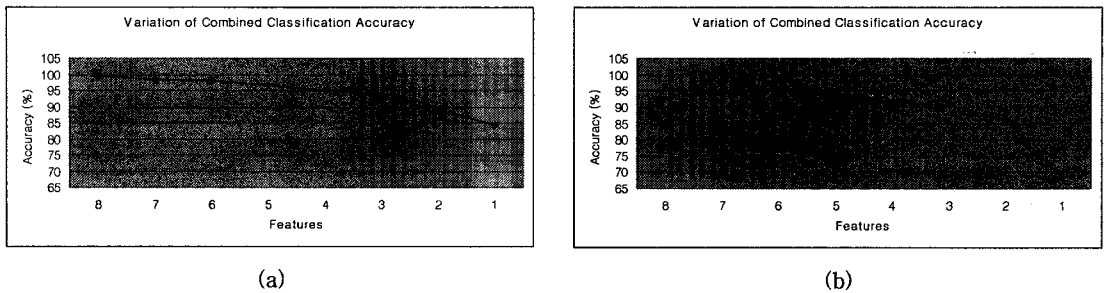 Variation of Combined Classification Accuracy
Accuracy (%)
105
100
95
90
85
80
75
70
65
8 7 6 5 4 3 2 1
Features
(a)
Variation of Combined Classification Accuracy
Accuracy (%)
105
100
95
90
85
80
75
70
65
8 7 6 5 4 3 2 1
Features
(b)